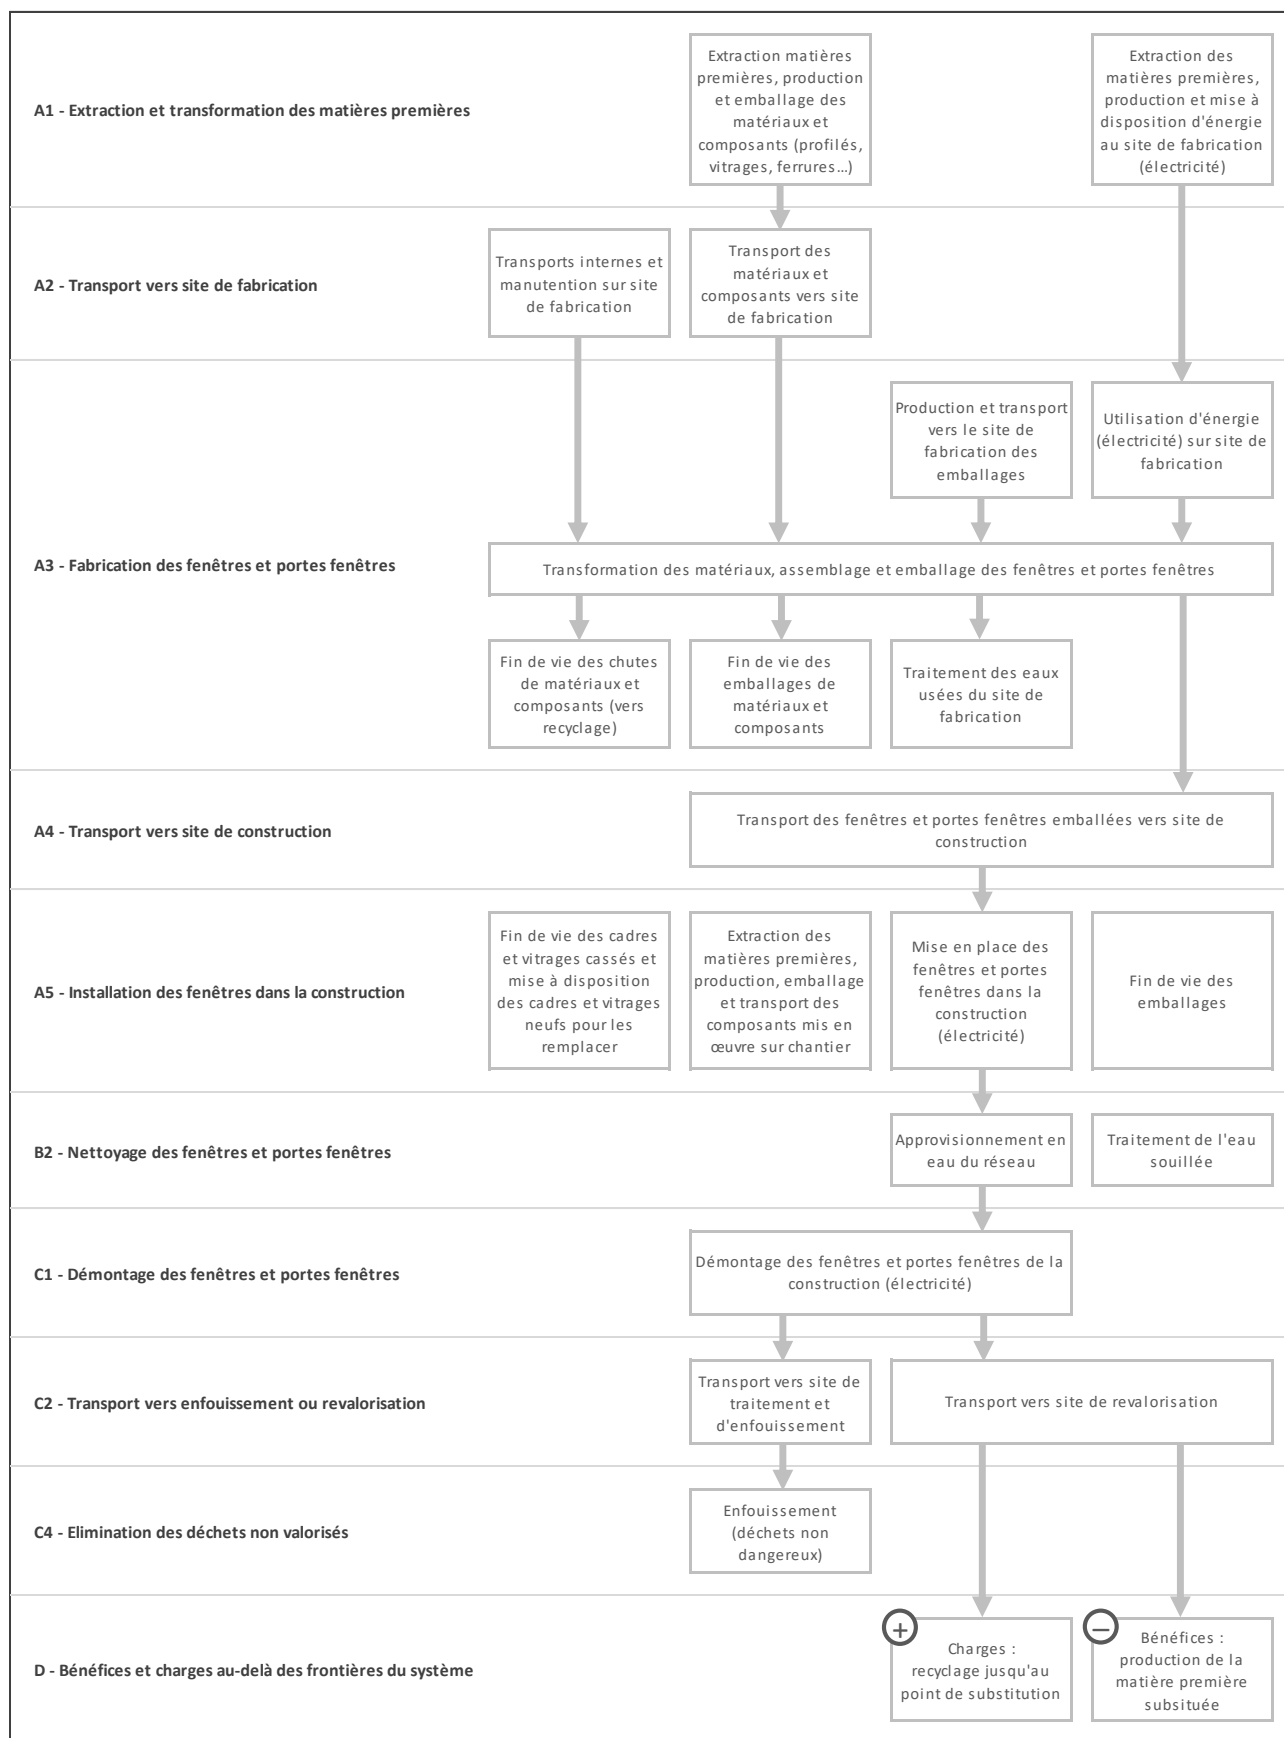 A1 - Extraction et transformation des matières premières
Extraction matières
premières, production
et emballage des
matériaux et
composants (profilés,
vitrages, ferrures…)
Extraction des
matières premières,
production et mise à
disposition d'énergie
au site de fabrication
(électricité)
A2 - Transport vers site de fabrication
Transports internes et
manutention sur site
de fabrication
Transport des
matériaux et
composants vers site
de fabrication
A3 - Fabrication des fenêtres et portes fenêtres
Production et transport
vers le site de
fabrication des
emballages
Utilisation d'énergie
(électricité) sur site de
fabrication
Transformation des matériaux, assemblage et emballage des fenêtres et portes fenêtres
Fin de vie des chutes
de matériaux et
composants (vers
recyclage)
Fin de vie des
emballages de
matériaux et
composants
Traitement des eaux
usées du site de
fabrication
A4 - Transport vers site de construction
Transport des fenêtres et portes fenêtres emballées vers site de
construction
A5 - Installation des fenêtres dans la construction
Fin de vie des cadres
et vitrages cassés et
mise à disposition
des cadres et vitrages
neufs pour les
remplacer
Extraction des
matières premières,
production, emballage
et transport des
composants mis en
œuvre sur chantier
Mise en place des
fenêtres et portes
fenêtres dans la
construction
(électricité)
Fin de vie des
emballages
B2 - Nettoyage des fenêtres et portes fenêtres
Approvisionnement en
eau du réseau
Traitement de l'eau
souillée
C1 - Démontage des fenêtres et portes fenêtres
Démontage des fenêtres et portes fenêtres de la
construction (électricité)
C2 - Transport vers enfouissement ou revalorisation
Transport vers site de
traitement et
d'enfouissement
Transport vers site de revalorisation
C4 - Elimination des déchets non valorisés
Enfouissement
(déchets non
dangereux)
D - Bénéfices et charges au-delà des frontières du système
+
Charges :
recyclage jusqu'au
point de substitution
–
Bénéfices :
production de la
matière première
subsituée